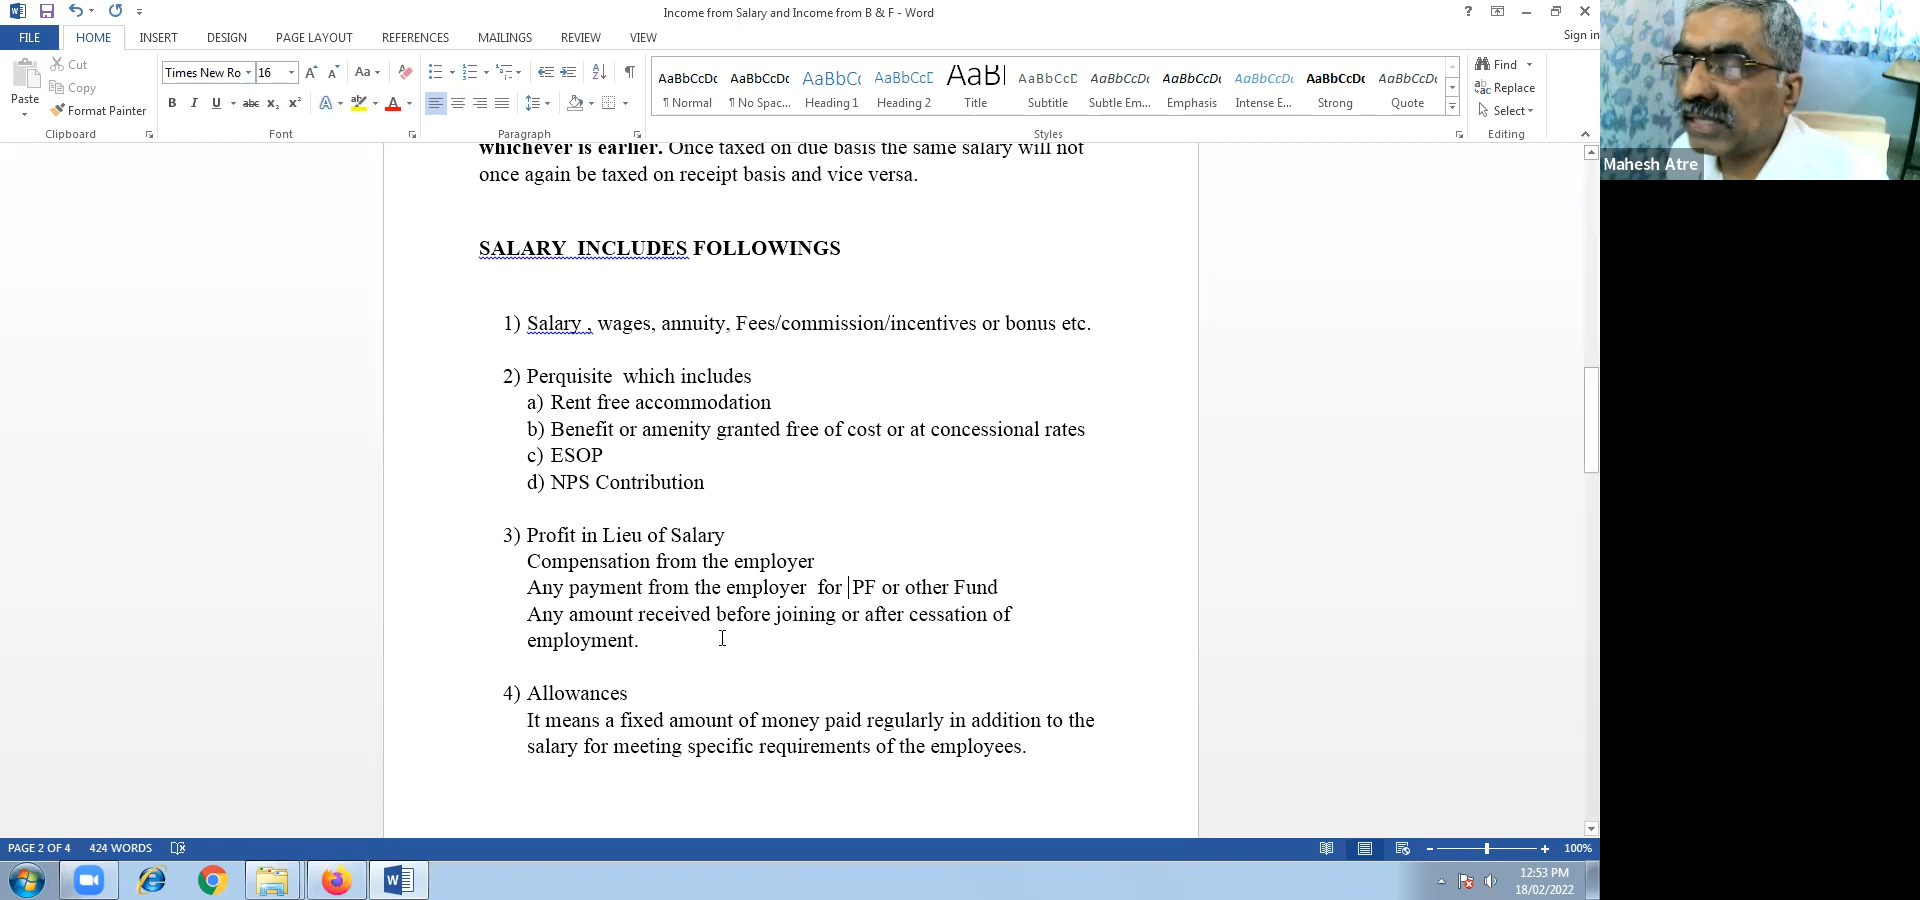 Income from Salary and Income from B & F - Word
?
Sign in
FILE HOME INSERT DESIGN PAGE LAYOUT REFERENCES MAILINGS REVIEW VIEW
Paste
Cut
Copy
Format Painter
Clipboard
Times New Ro 16
Aa
B I U abc X₂ X²
Font
Paragraph
AaBbCcDc AaBbCcDc AaBbCc AaBbCcD AaB AaBbCcD AaBbCcDc AaBbCcDc AaBbCcDc AaBbCcDc AaBbCcDc
¶ Normal ¶ No Spac... Heading 1 Heading 2 Title Subtitle Subtle Em... Emphasis Intense E... Strong Quote
Styles
Find
Replace
Select
Editing
Mahesh Atre
whichever is earlier. Once taxed on due basis the same salary will not
once again be taxed on receipt basis and vice versa.
SALARY  INCLUDES FOLLOWINGS
1) Salary , wages, annuity, Fees/commission/incentives or bonus etc.
2) Perquisite  which includes
a) Rent free accommodation
b) Benefit or amenity granted free of cost or at concessional rates
c) ESOP
d) NPS Contribution
3) Profit in Lieu of Salary
Compensation from the employer
Any payment from the employer  for PF or other Fund
Any amount received before joining or after cessation of
employment.
4) Allowances
It means a fixed amount of money paid regularly in addition to the
salary for meeting specific requirements of the employees.
PAGE 2 OF 4 424 WORDS
100%
12:53 PM
18/02/2022